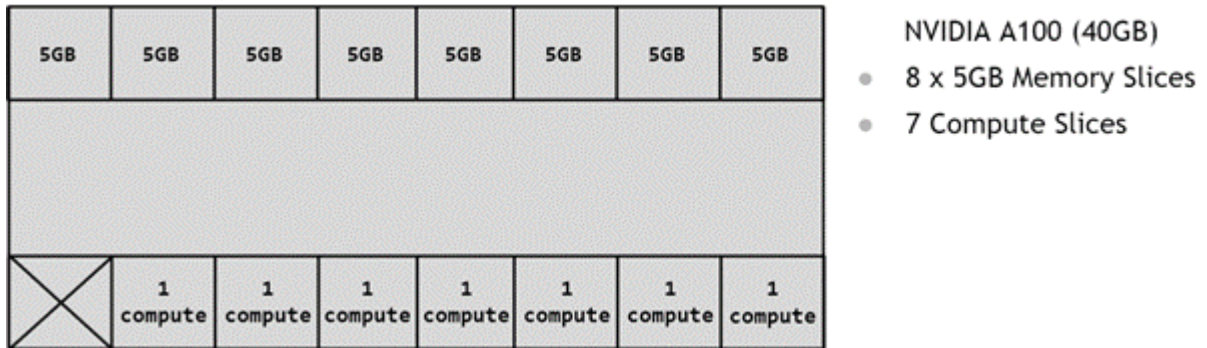 5GB 5GB 5GB 5GB 5GB 5GB 5GB 5GB
1 1 1 1 1 1 1
compute compute compute compute compute compute compute
NVIDIA A100 (40GB)
8 x 5GB Memory Slices
7 Compute Slices